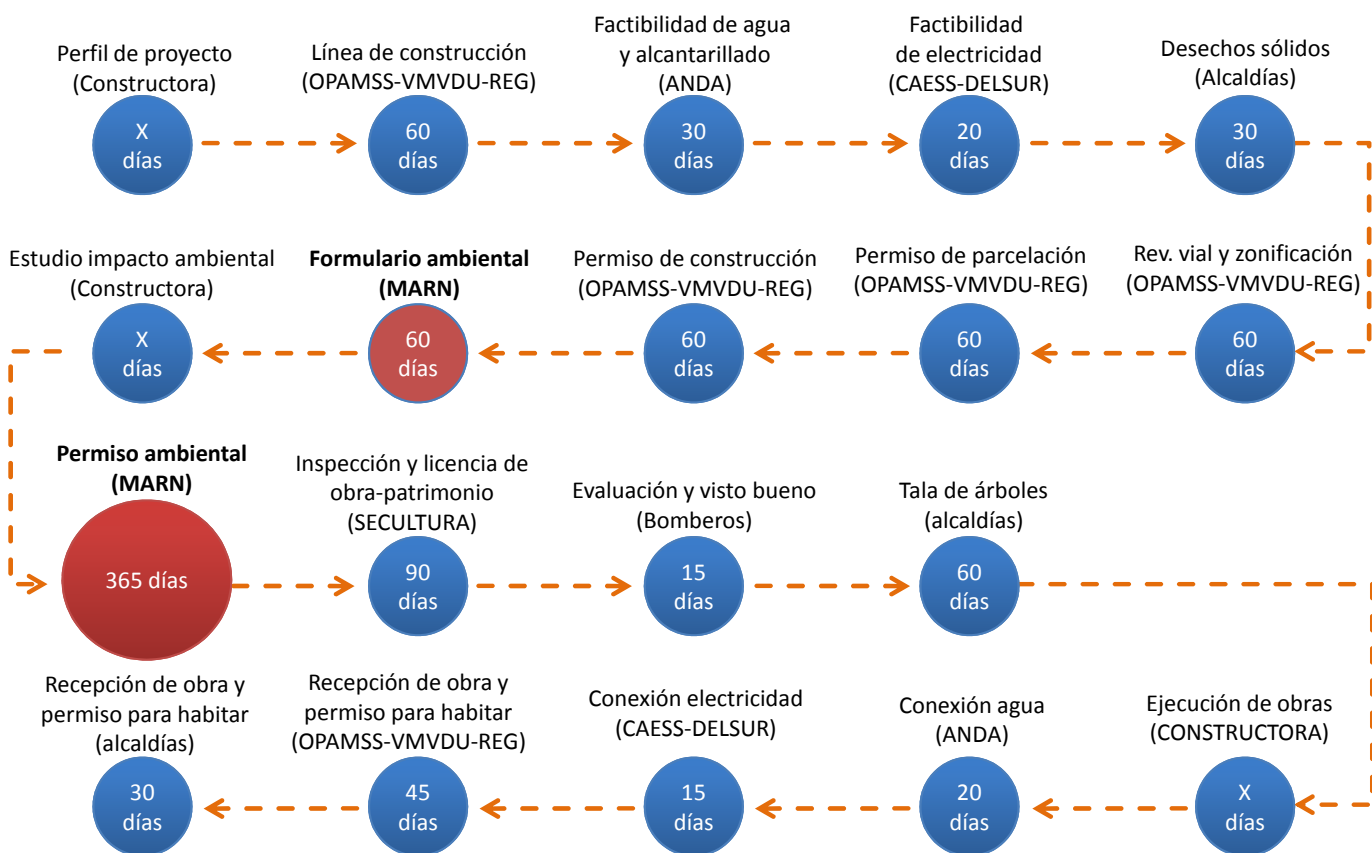 Perfil de proyecto
(Constructora)
X
días
Línea de construcción
(OPAMSS-VMVDU-REG)
60
días
Factibilidad de agua
y alcantarillado
(ANDA)
30
días
Factibilidad
de electricidad
(CAESS-DELSUR)
20
días
Desechos sólidos
(Alcaldías)
30
días
Rev. vial y zonificación
(OPAMSS-VMVDU-REG)
60
días
Permiso de parcelación
(OPAMSS-VMVDU-REG)
60
días
Permiso de construcción
(OPAMSS-VMVDU-REG)
60
días
Formulario ambiental
(MARN)
60
días
Estudio impacto ambiental
(Constructora)
X
días
Permiso ambiental
(MARN)
365 días
Inspección y licencia de
obra-patrimonio
(SECULTURA)
90
días
Evaluación y visto bueno
(Bomberos)
15
días
Tala de árboles
(alcaldías)
60
días
Ejecución de obras
(CONSTRUCTORA)
X
días
Conexión agua
(ANDA)
20
días
Conexión electricidad
(CAESS-DELSUR)
15
días
Recepción de obra y
permiso para habitar
(OPAMSS-VMVDU-REG)
45
días
Recepción de obra y
permiso para habitar
(alcaldías)
30
días